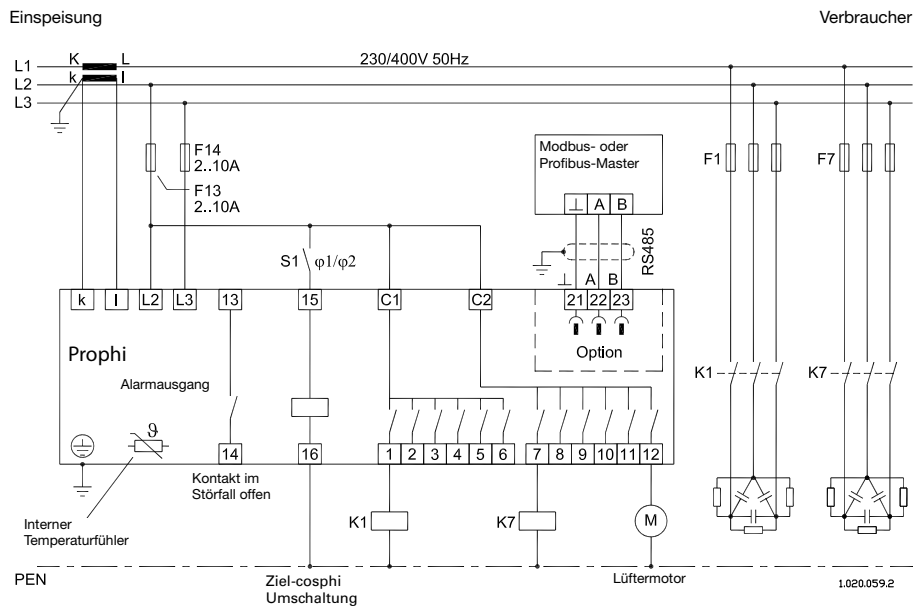 Einspeisung
Verbraucher
K L
L1
230/400V 50Hz
k l
L2
L3
F14
2..10A
F13
2..10A
Modbus- oder
Profibus-Master
F1
F7
⊥ A B
RS485
S1 φ1/φ2
⊥ A B
k l L2 L3 13 15 C1 C2 21 22 23
Prophi
Option
Alarmausgang
K1
K7
ϑ
14 16 1 2 3 4 5 6 7 8 9 10 11 12
Kontakt im
Störfall offen
Interner
Temperaturfühler
K1
K7
M
PEN
Ziel-cosphi
Umschaltung
Lüftermotor
1.020.059.2